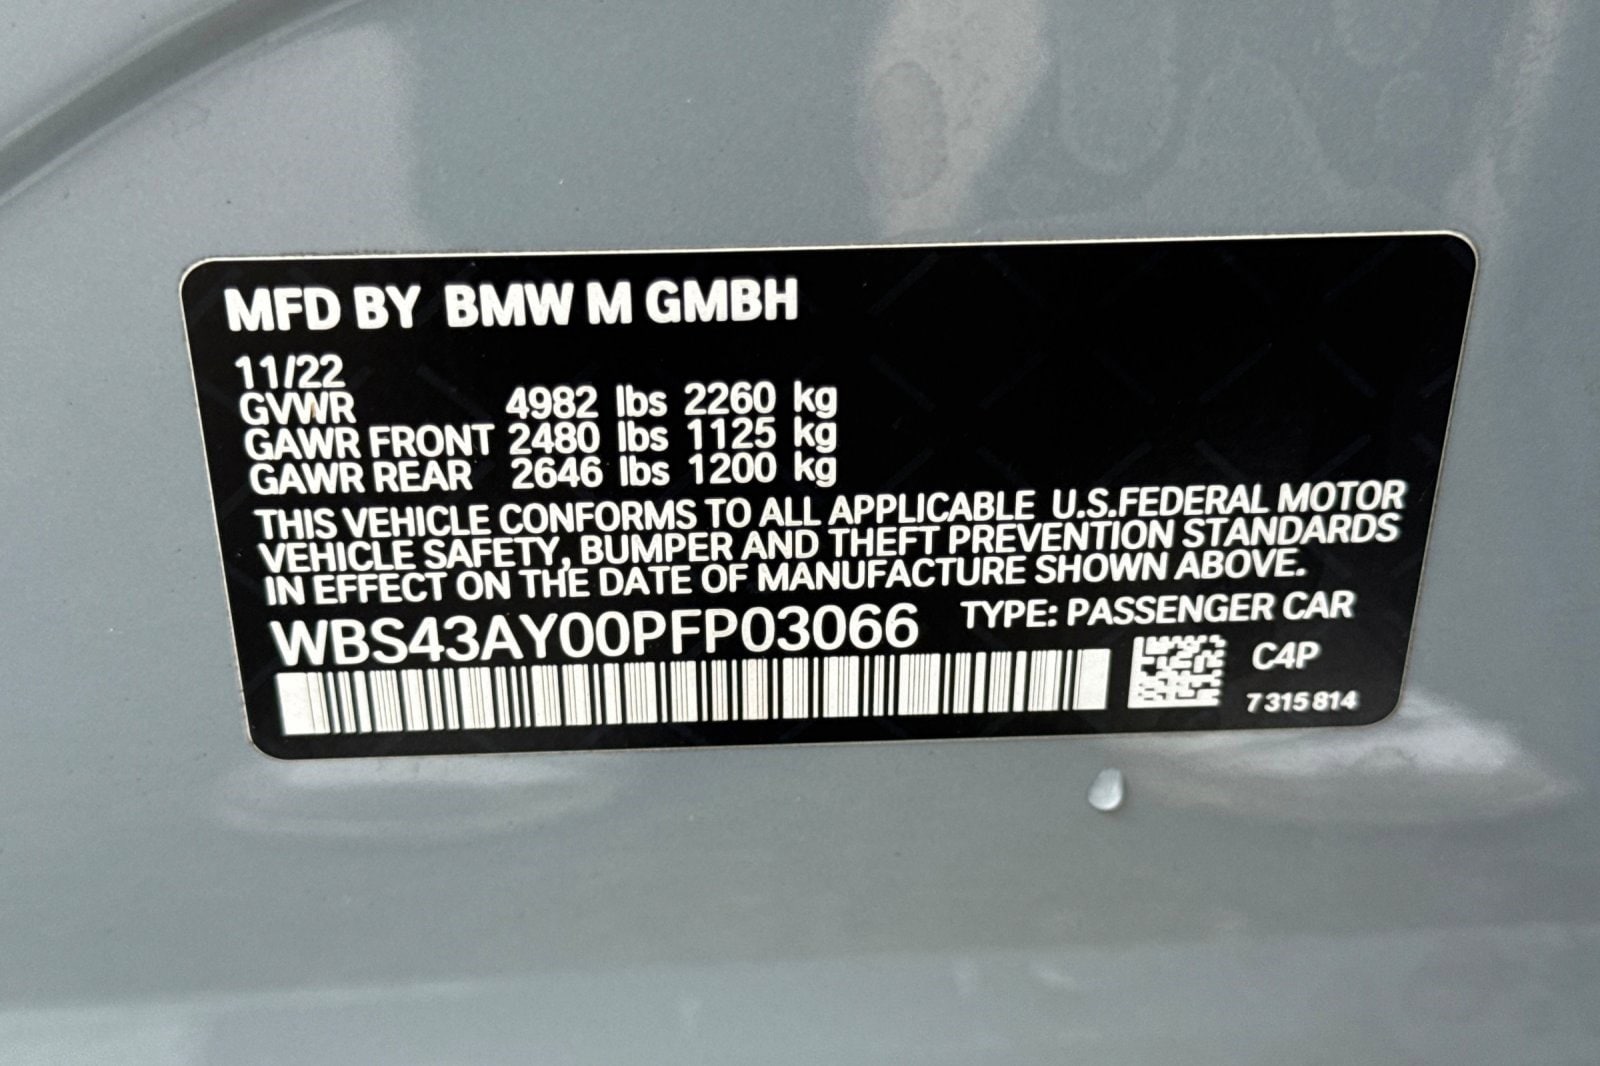 MFD BY BMW M GMBH
11/22
GVWR 4982 lbs 2260 kg
GAWR FRONT 2480 lbs 1125 kg
GAWR REAR 2646 lbs 1200 kg
THIS VEHICLE CONFORMS TO ALL APPLICABLE U.S.FEDERAL MOTOR
VEHICLE SAFETY, BUMPER AND THEFT PREVENTION STANDARDS
IN EFFECT ON THE DATE OF MANUFACTURE SHOWN ABOVE.
WBS43AY00PFP03066 TYPE: PASSENGER CAR
C4P
7 315 814